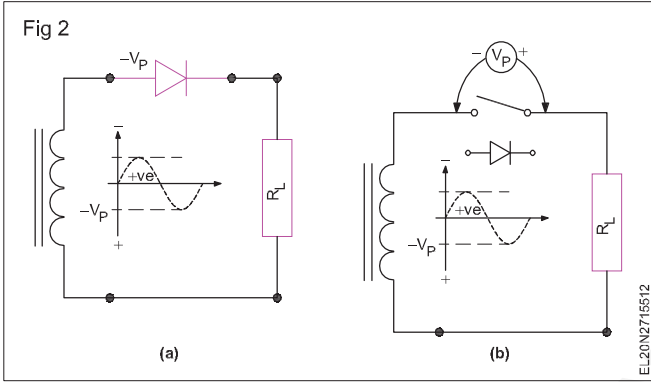 Fig 2
–VP
–
+ve
–VP
+
RL
(a)
– VP +
–
+ve
–VP
+
RL
(b)
EL20N2715512